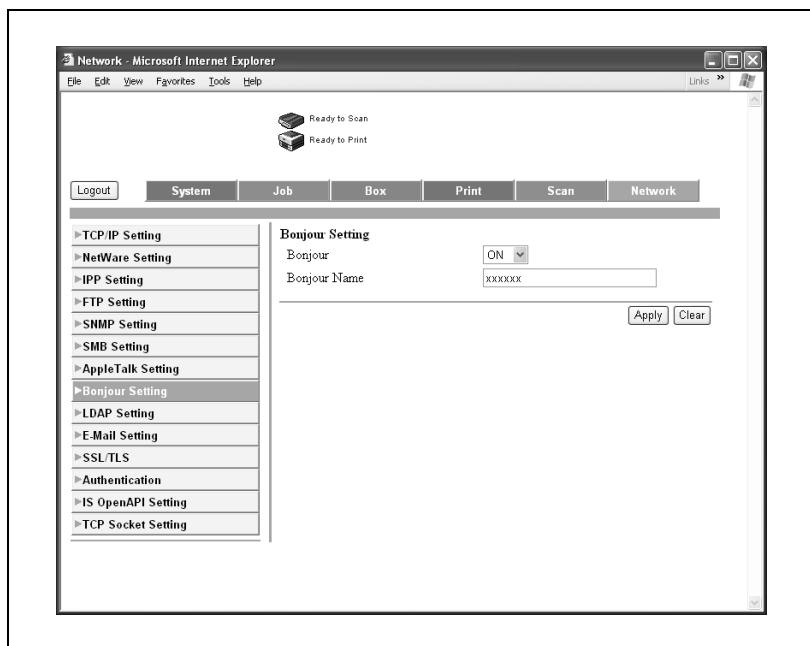 Network - Microsoft Internet Explorer
File Edit View Favorites Tools Help Links »
Ready to Scan
Ready to Print
Logout System Job Box Print Scan Network
TCP/IP Setting
NetWare Setting
IPP Setting
FTP Setting
SNMP Setting
SMB Setting
AppleTalk Setting
Bonjour Setting
LDAP Setting
E-Mail Setting
SSL/TLS
Authentication
IS OpenAPI Setting
TCP Socket Setting
Bonjour Setting
Bonjour ON
Bonjour Name xxxxxx
Apply Clear